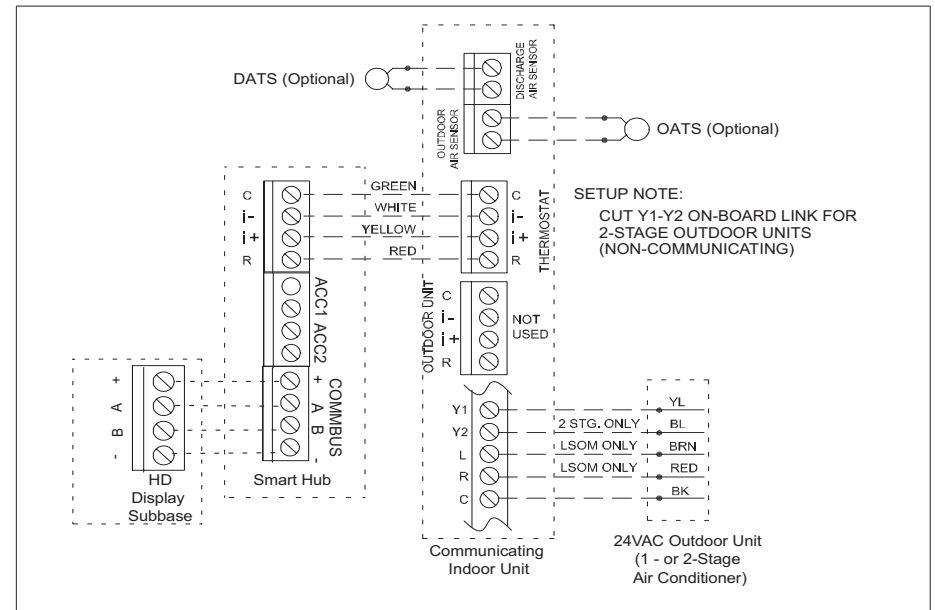 DATS (Optional)
DISCHARGE
AIR SENSOR
OUTDOOR
AIR SENSOR
OATS (Optional)
C
i-
i+
R
GREEN
WHITE
YELLOW
RED
C
i-
i+
R
THERMOSTAT
SETUP NOTE:
CUT Y1-Y2 ON-BOARD LINK FOR
2-STAGE OUTDOOR UNITS
(NON-COMMUNICATING)
ACC1 ACC2
OUTDOOR UNIT
C
i-
i+
R
NOT
USED
+
A
B
-
HD
Display
Subbase
+
A
B
-
COMMBUS
Smart Hub
Y1
Y2
L
R
C
2 STG. ONLY
LSOM ONLY
LSOM ONLY
YL
BL
BRN
RED
BK
Communicating
Indoor Unit
24VAC Outdoor Unit
(1 - or 2-Stage
Air Conditioner)